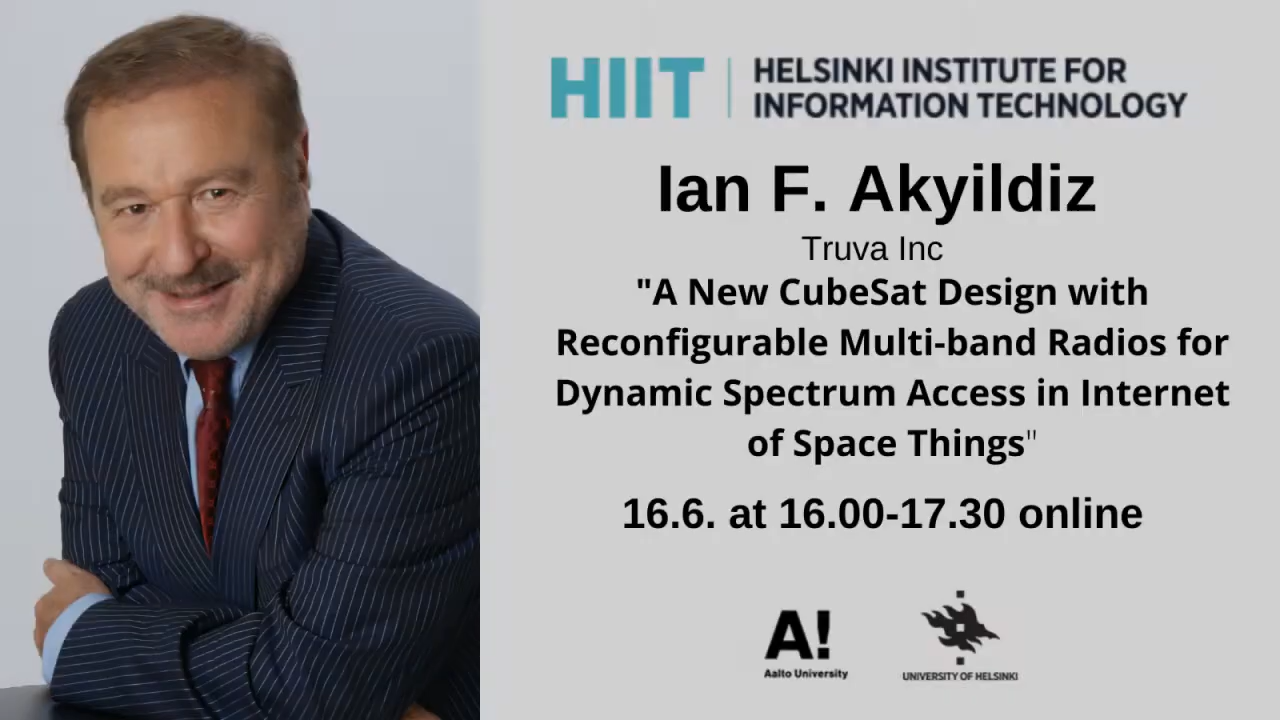 HIIT
HELSINKI INSTITUTE FOR
INFORMATION TECHNOLOGY
Ian F. Akyildiz
Truva Inc
"A New CubeSat Design with
Reconfigurable Multi-band Radios for
Dynamic Spectrum Access in Internet
of Space Things"
16.6. at 16.00-17.30 online
A!
Aalto University
UNIVERSITY OF HELSINKI